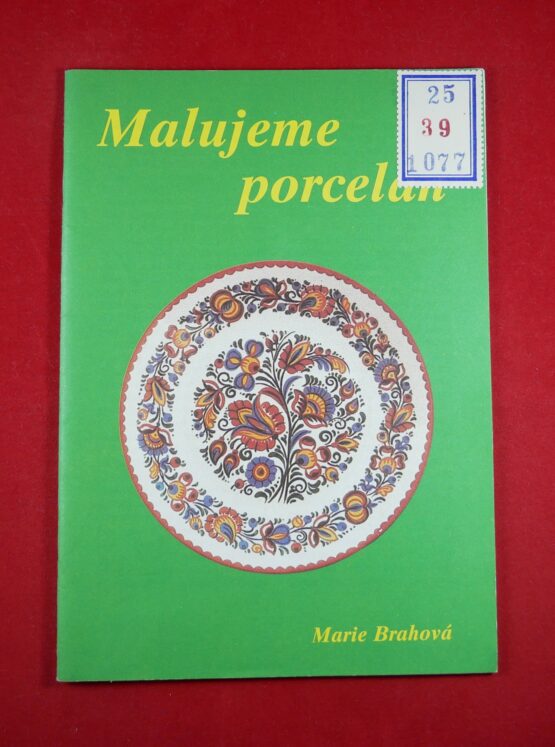 Malujeme
porcelán
25
39
1077
Marie Brahová